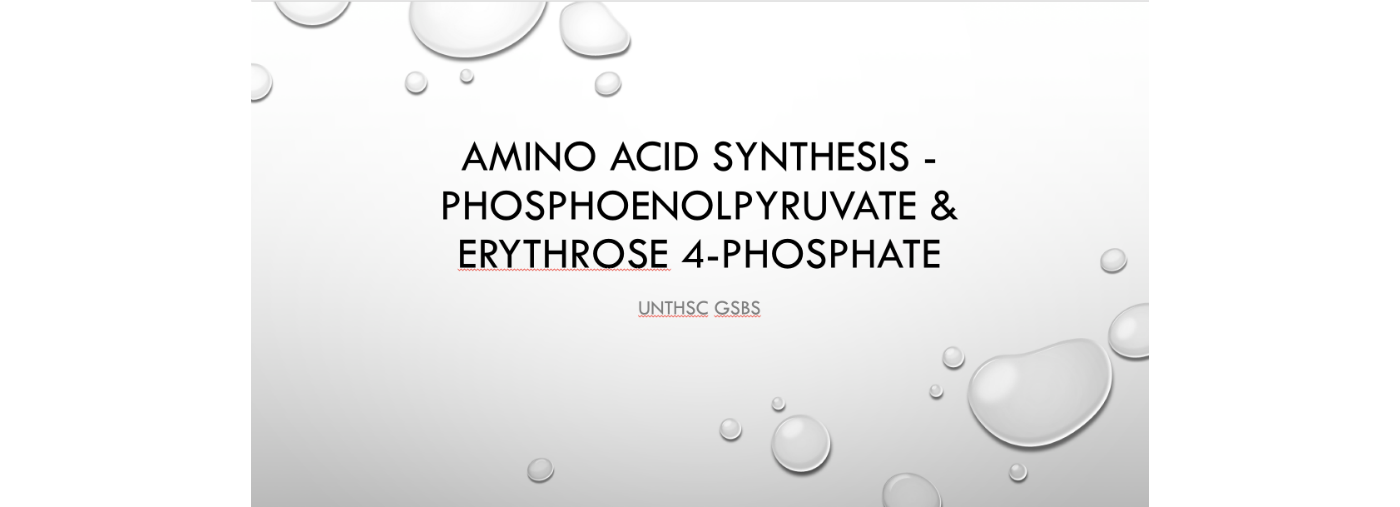 AMINO ACID SYNTHESIS -
PHOSPHOENOLPYRUVATE &
ERYTHROSE 4-PHOSPHATE
UNTHSC GSBS